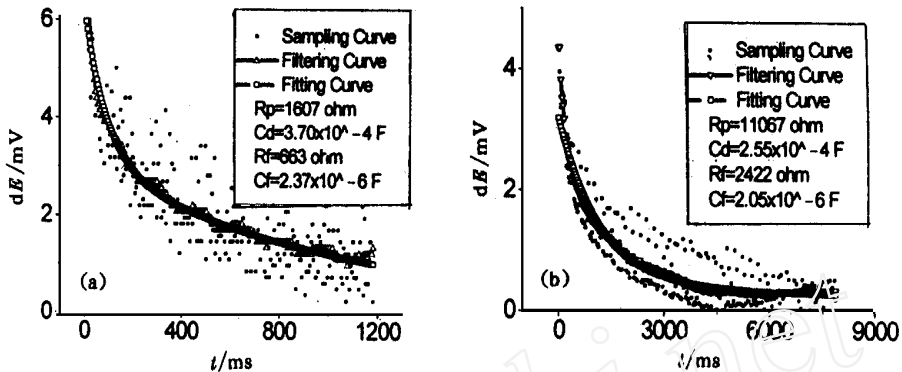 (a)
Sampling Curve
Filtering Curve
Fitting Curve
Rp=1607 ohm
Cd=3.70x10^ -4 F
Rf=663 ohm
Cf=2.37x10^ -6 F
dE/mV
6
4
2
0
0 400 800 1200
t/ms
(b)
Sampling Curve
Filtering Curve
Fitting Curve
Rp=11067 ohm
Cd=2.55x10^ -4 F
Rf=2422 ohm
Cf=2.05x10^ -6 F
dE/mV
4
2
0
0 3000 6000 9000
t/ms